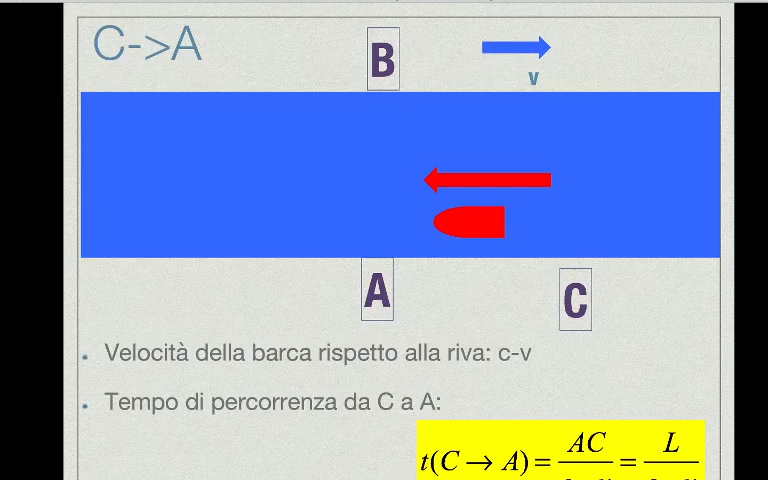 C->A
B
v
A
C
Velocità della barca rispetto alla riva: c-v
Tempo di percorrenza da C a A:
t(C → A) = AC = L